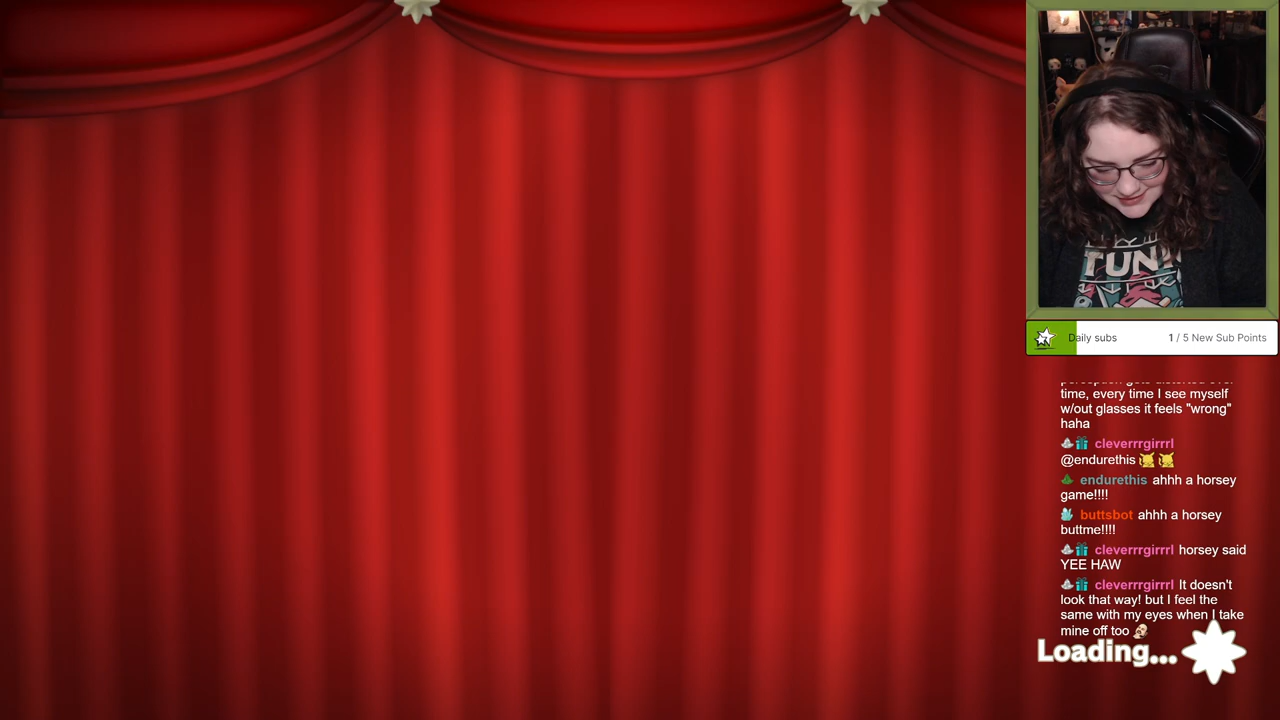 TUN
Daily subs 1 / 5 New Sub Points
time, every time I see myself
w/out glasses it feels "wrong"
haha
cleverrrgirrrl
@endurethis
endurethis ahhh a horsey
game!!!!
buttsbot ahhh a horsey
buttme!!!!
cleverrrgirrrl horsey said
YEE HAW
cleverrrgirrrl It doesn't
look that way! but I feel the
same with my eyes when I take
mine off too
Loading...